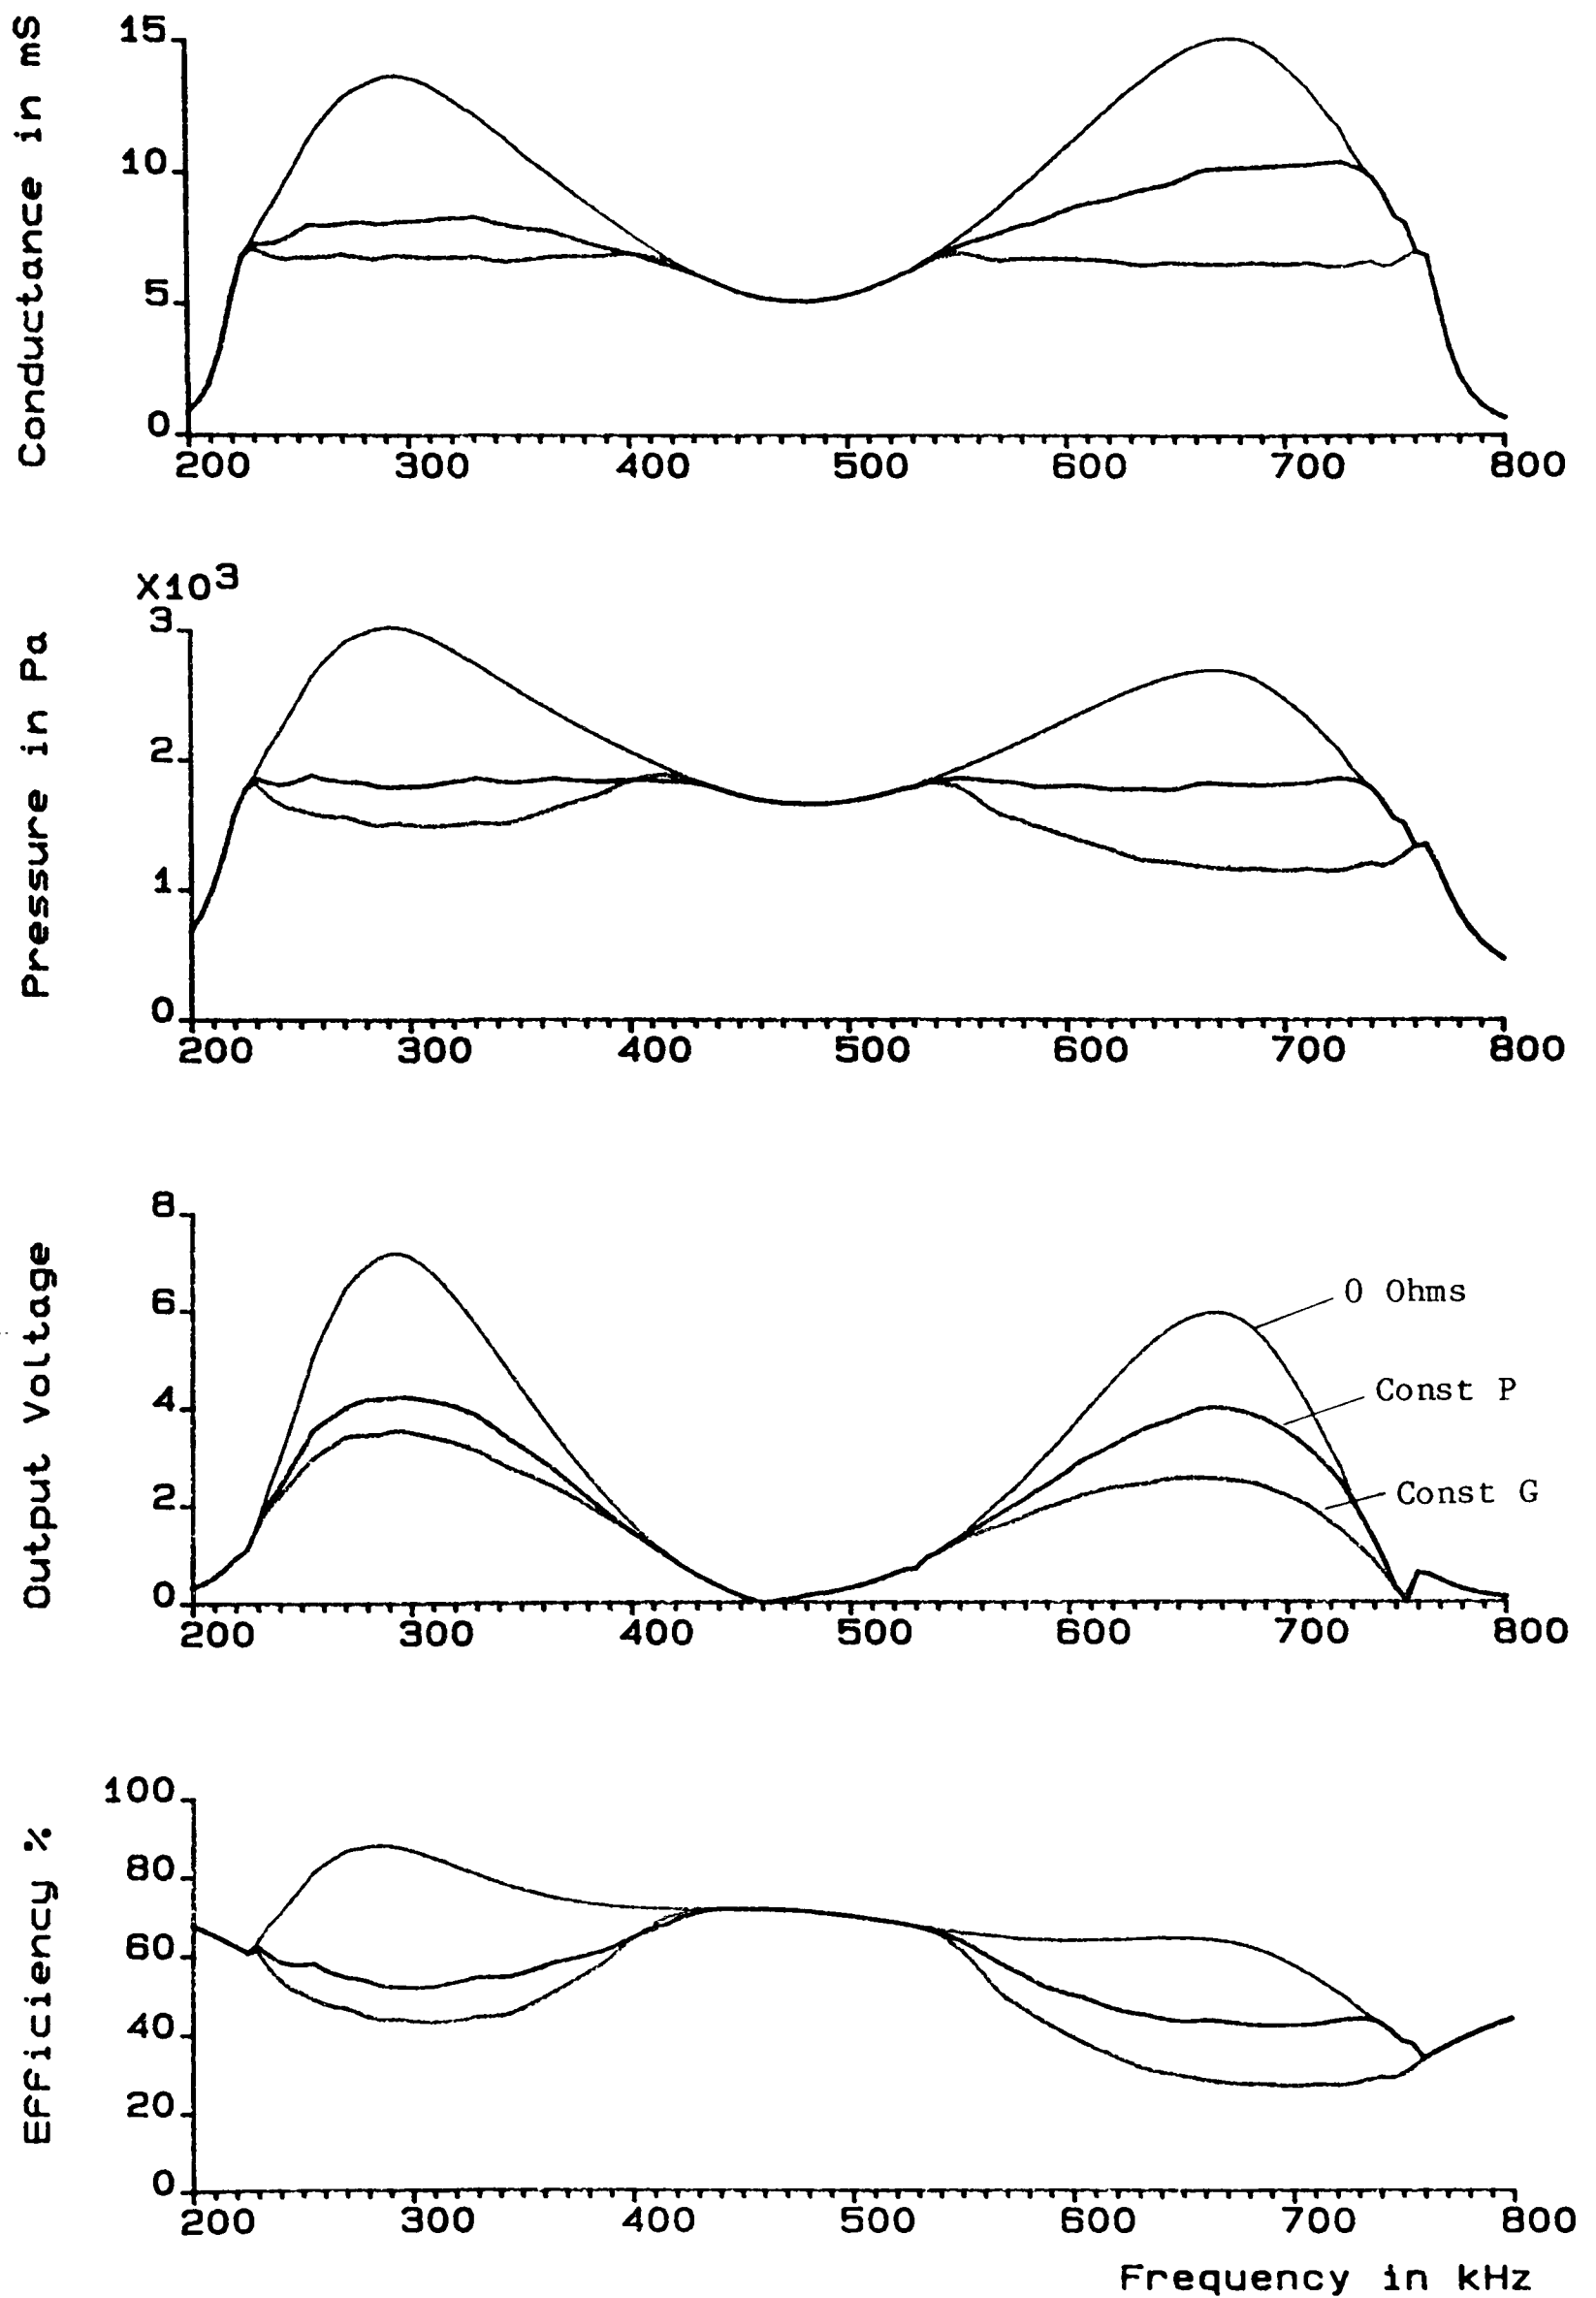 Conductance in mS
15
10
5
0
200 300 400 500 600 700 800
Pressure in Pa
X10³
3
2
1
0
200 300 400 500 600 700 800
Output Voltage
8
6
4
2
0
0 Ohms
Const P
Const G
200 300 400 500 600 700 800
Efficiency %
100
80
60
40
20
0
200 300 400 500 600 700 800
Frequency in kHz